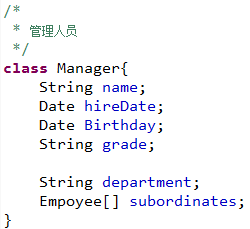 /*
 * 管理人员
 */
class Manager{
    String name;
    Date hireDate;
    Date Birthday;
    String grade;

    String department;
    Empoyee[] subordinates;
}